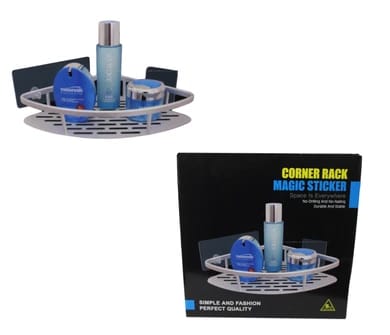 CORNER RACK
MAGIC STICKER
Space Is Everywhere
No Drilling And No Nailing
Durable And Stable
SIMPLE AND FASHION
PERFECT QUALITY